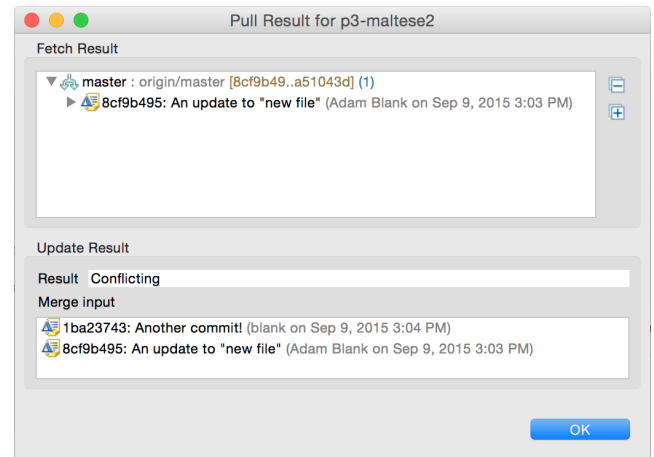 Pull Result for p3-maltese2
Fetch Result
master : origin/master [8cf9b49..a51043d] (1)
8cf9b495: An update to "new file" (Adam Blank on Sep 9, 2015 3:03 PM)
Update Result
Result Conflicting
Merge input
1ba23743: Another commit! (blank on Sep 9, 2015 3:04 PM)
8cf9b495: An update to "new file" (Adam Blank on Sep 9, 2015 3:03 PM)
OK